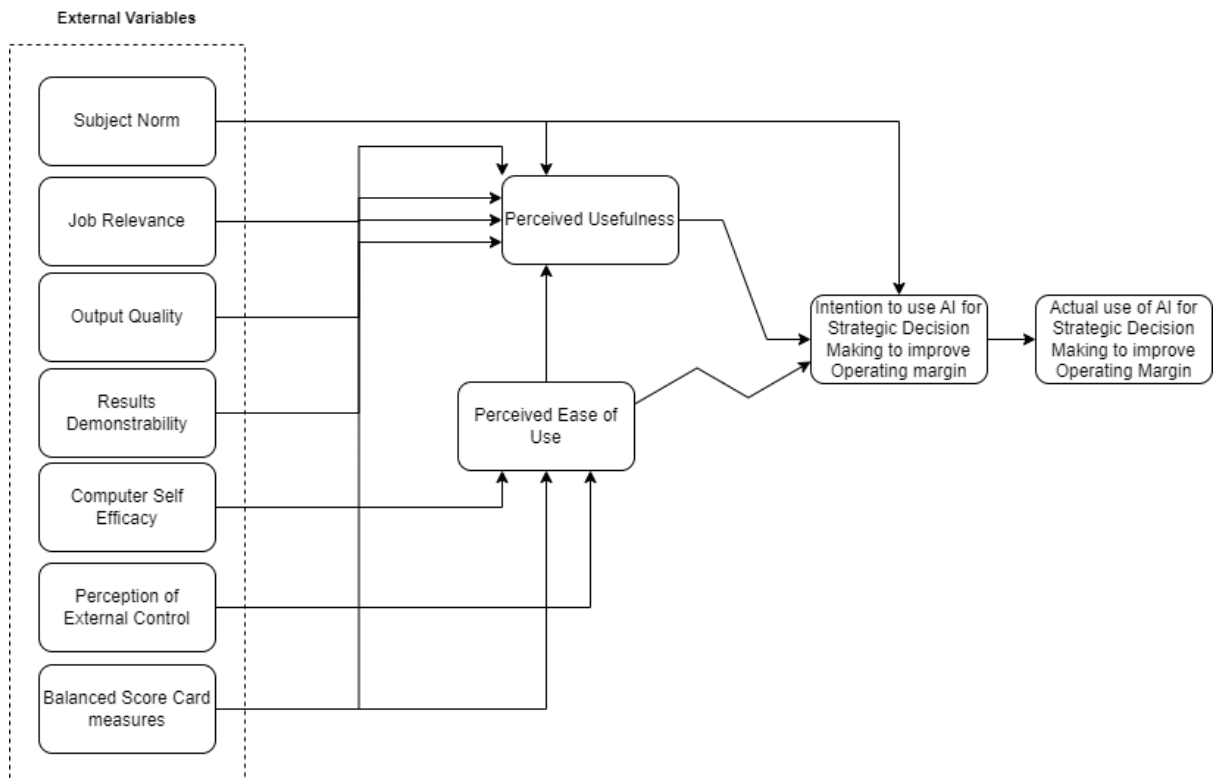 External Variables
Subject Norm
Job Relevance
Output Quality
Results
Demonstrability
Computer Self
Efficacy
Perception of
External Control
Balanced Score Card
measures
Perceived Usefulness
Perceived Ease of
Use
Intention to use AI for
Strategic Decision
Making to improve
Operating margin
Actual use of AI for
Strategic Decision
Making to improve
Operating Margin